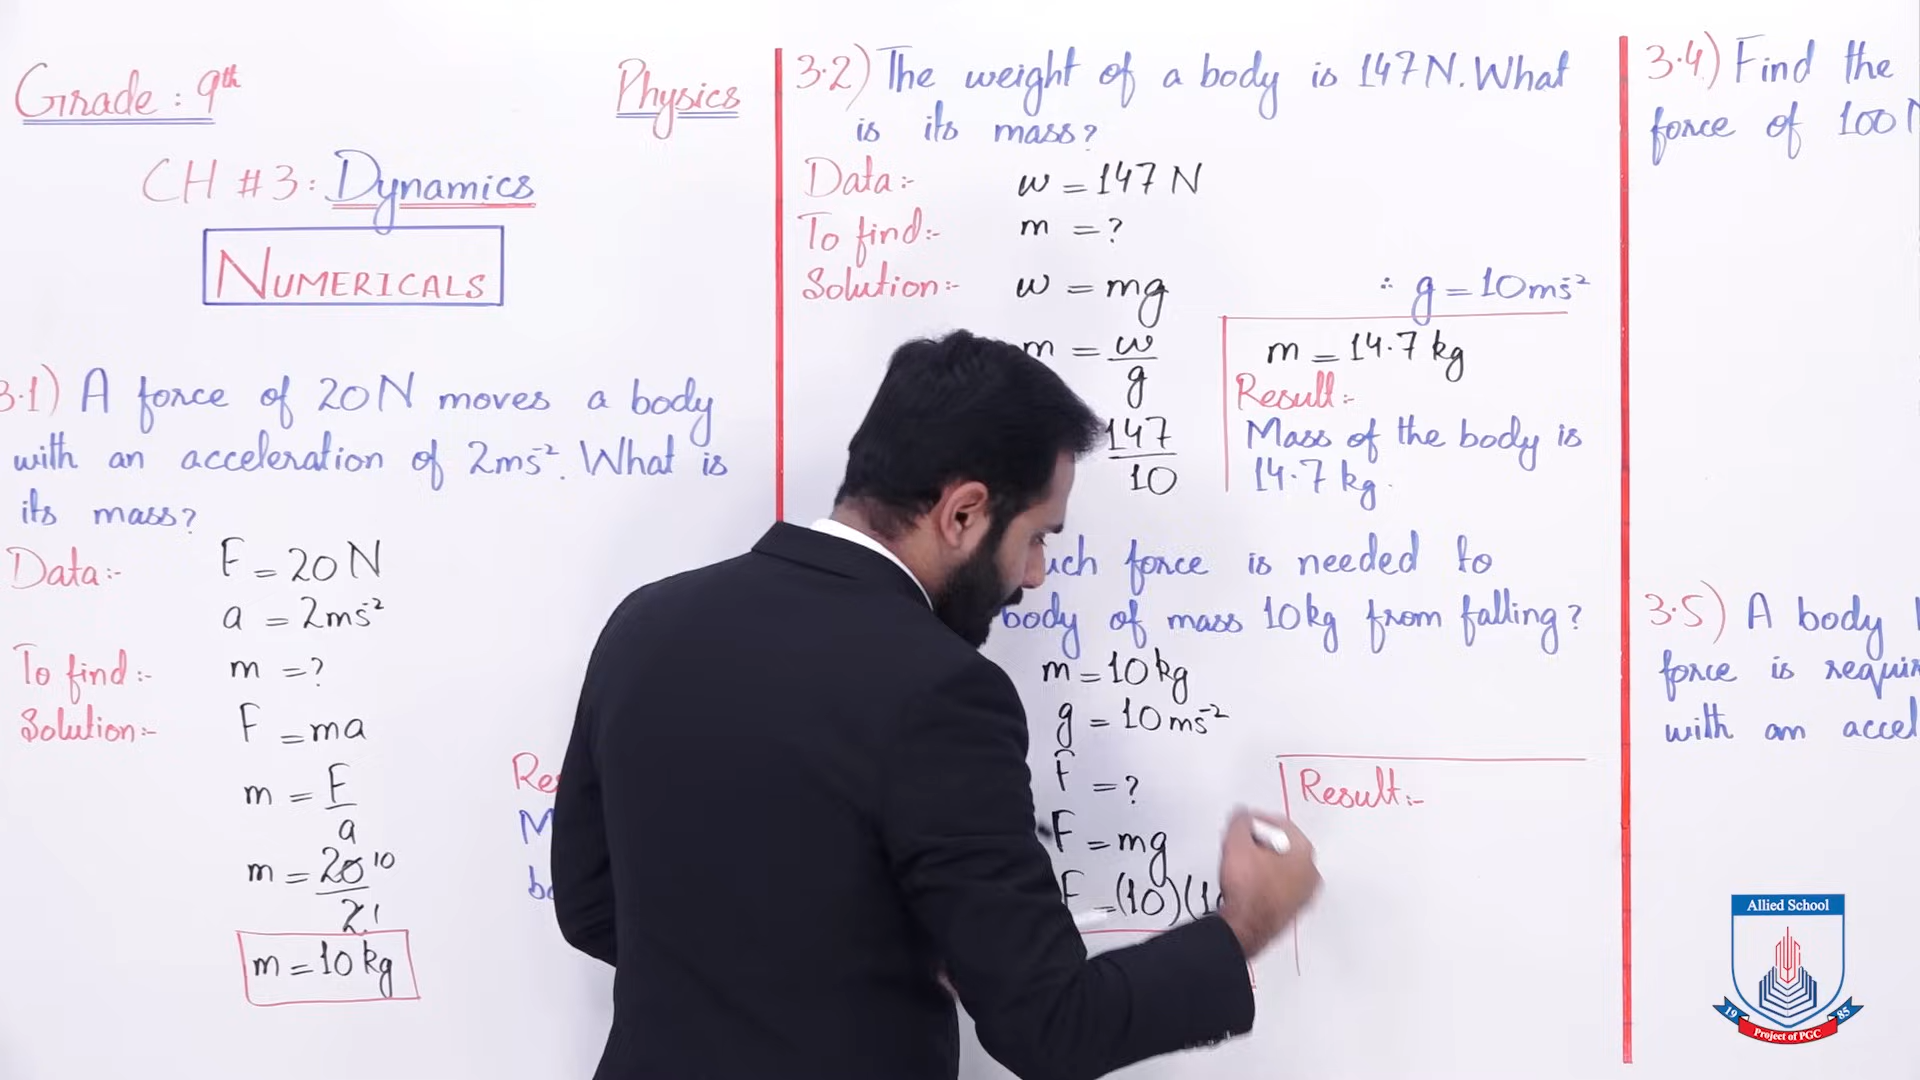 Grade: 9th
Physics
CH # 3: Dynamics
NUMERICALS
3.1) A force of 20N moves a body
with an acceleration of 2ms⁻². What is
its mass?
Data:-
F = 20N
a = 2ms⁻²
To find:-
m = ?
Solution:-
F = ma
m = F/a
m = 20 10/2 1
m = 10 kg
3.2) The weight of a body is 147N. What
is its mass?
Data:-
w = 147 N
To find:-
m = ?
Solution:-
w = mg
∴ g = 10ms⁻²
m = w/g
147/10
m = 14.7 kg
Result:-
Mass of the body is
14.7 kg.
force is needed to
body of mass 10kg from falling?
m = 10kg
g = 10ms⁻²
F = ?
F = mg
F = (10)(
Result:-
3.4) Find the
force of 100
3.5) A body
force is
with an
Allied School
19 85
Project of PGC